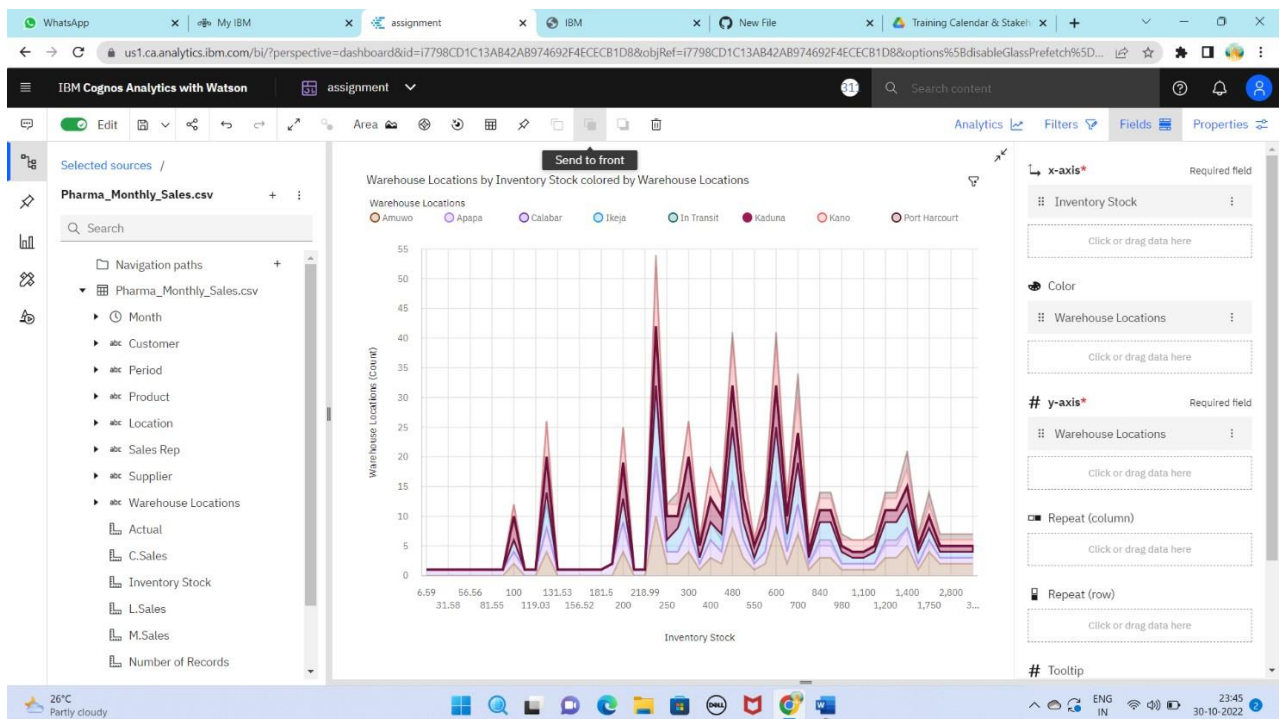 WhatsApp
My IBM
assignment
IBM
New File
Training Calendar & Stakeh
us1.ca.analytics.ibm.com/bi/?perspective=dashboard&id=i7798CD1C13AB42AB974692F4ECECB1D8&objRef=i7798CD1C13AB42AB974692F4ECECB1D8&options%5BdisableGlassPrefetch%5D...
IBM Cognos Analytics with Watson
assignment
Search content
Edit
Area
Analytics
Filters
Fields
Properties
Send to front
Selected sources /
Pharma_Monthly_Sales.csv
Search
Navigation paths
Pharma_Monthly_Sales.csv
Month
abc Customer
abc Period
abc Product
abc Location
abc Sales Rep
abc Supplier
abc Warehouse Locations
Actual
C.Sales
Inventory Stock
L.Sales
M.Sales
Number of Records
Warehouse Locations by Inventory Stock colored by Warehouse Locations
Warehouse Locations
Amuwo Apapa Calabar Ikeja In Transit Kaduna Kano Port Harcourt
55
50
45
40
35
30
25
20
15
10
5
0
Warehouse Locations (Count)
6.59 56.56 100 131.53 181.5 218.99 300 480 600 840 1,100 1,400 2,800
31.58 81.55 119.03 156.52 200 250 400 550 700 980 1,200 1,750 3...
Inventory Stock
x-axis* Required field
Inventory Stock
Click or drag data here
Color
Warehouse Locations
Click or drag data here
# y-axis* Required field
Warehouse Locations
Click or drag data here
Repeat (column)
Click or drag data here
Repeat (row)
Click or drag data here
# Tooltip
26°C
Partly cloudy
DELL
ENG
IN
23:45
30-10-2022
2